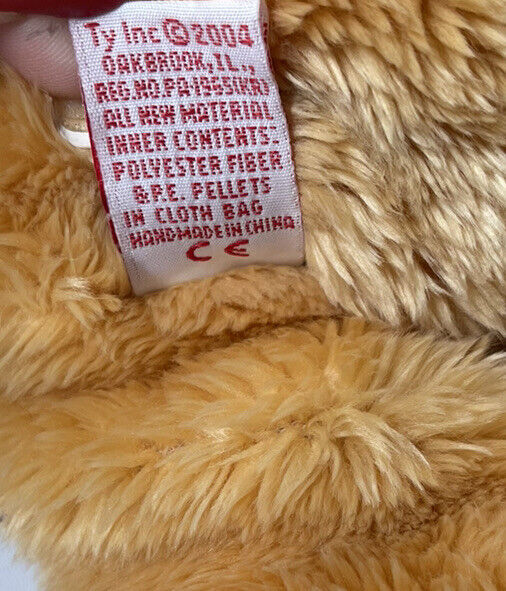 Ty Inc ©2004
OAKBROOK, IL.,
REG.NO.PA 1965(KR)
ALL NEW MATERIAL
INNER CONTENTS:
POLYESTER FIBER
& P.E. PELLETS
IN CLOTH BAG
HANDMADE IN CHINA
CE